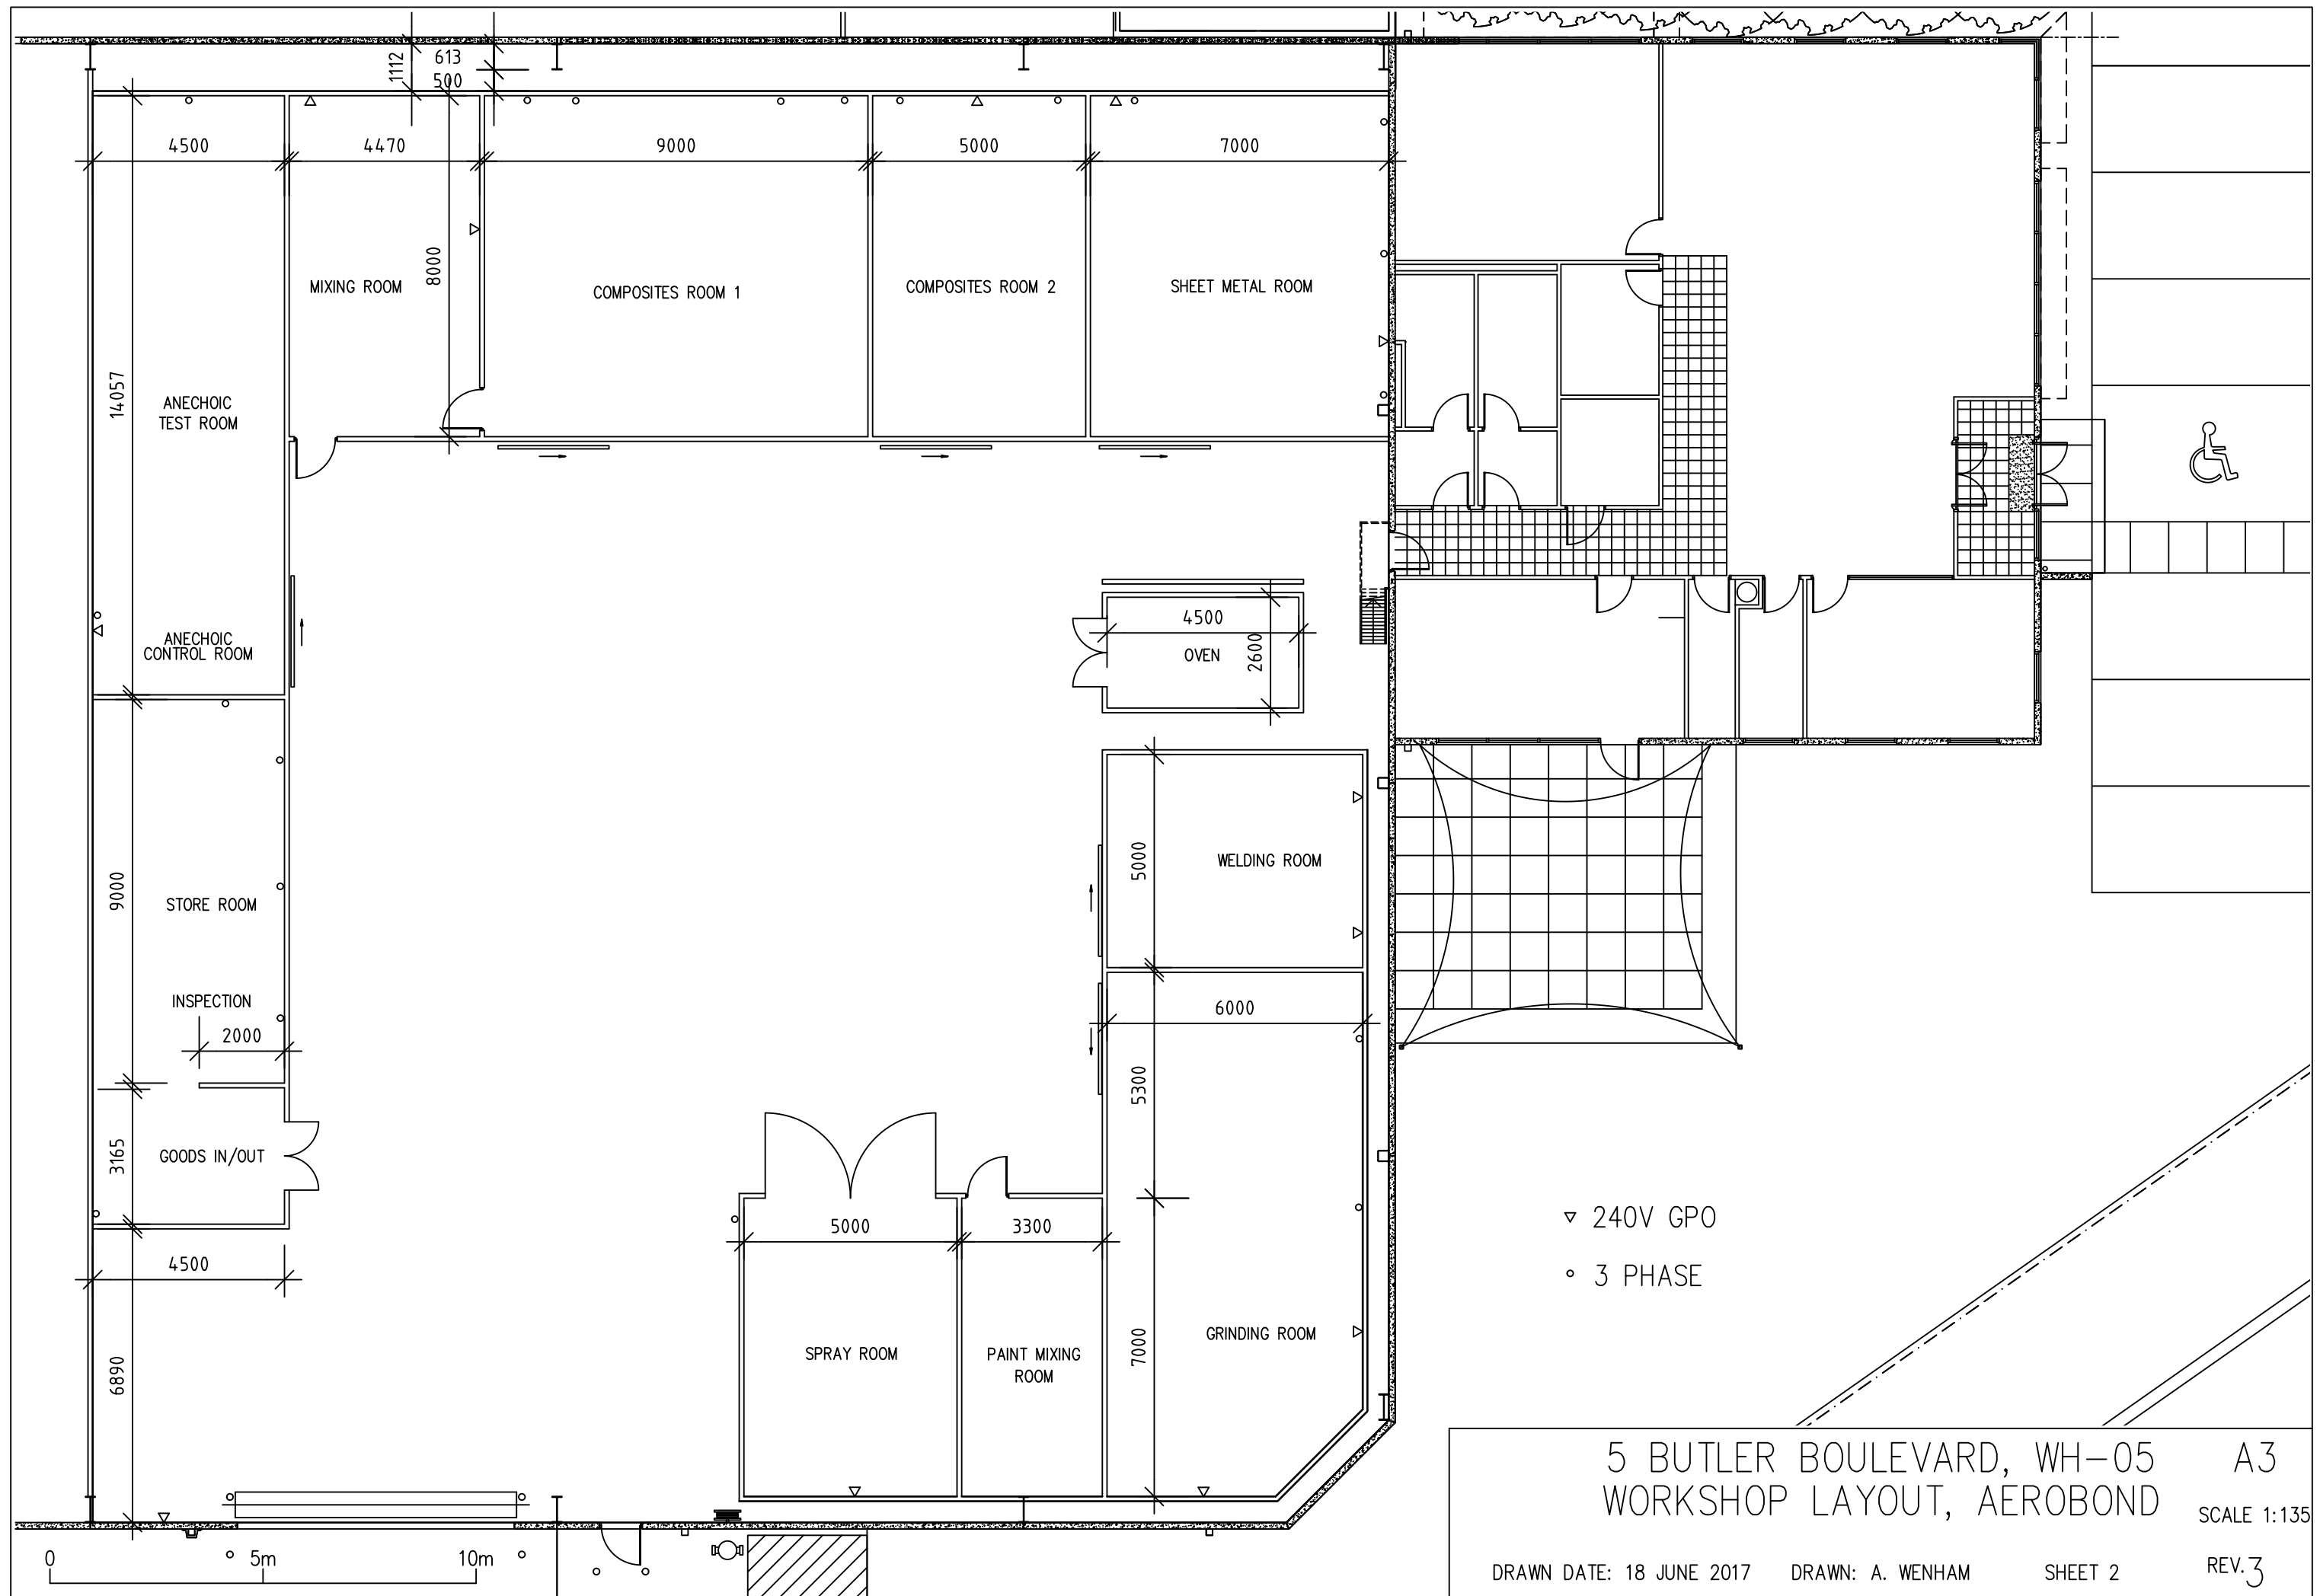 1112
613
500
4500
4470
9000
5000
7000
8000
MIXING ROOM
COMPOSITES ROOM 1
COMPOSITES ROOM 2
SHEET METAL ROOM
14057
ANECHOIC
TEST ROOM
ANECHOIC
CONTROL ROOM
4500
2600
OVEN
9000
STORE ROOM
5000
WELDING ROOM
INSPECTION
2000
6000
5300
3165
GOODS IN/OUT
4500
5000
3300
6890
SPRAY ROOM
PAINT MIXING
ROOM
7000
GRINDING ROOM
240V GPO
3 PHASE
0
5m
10m
5 BUTLER BOULEVARD, WH-05 A3
WORKSHOP LAYOUT, AEROBOND
SCALE 1:135
DRAWN DATE: 18 JUNE 2017 DRAWN: A. WENHAM SHEET 2 REV. 3